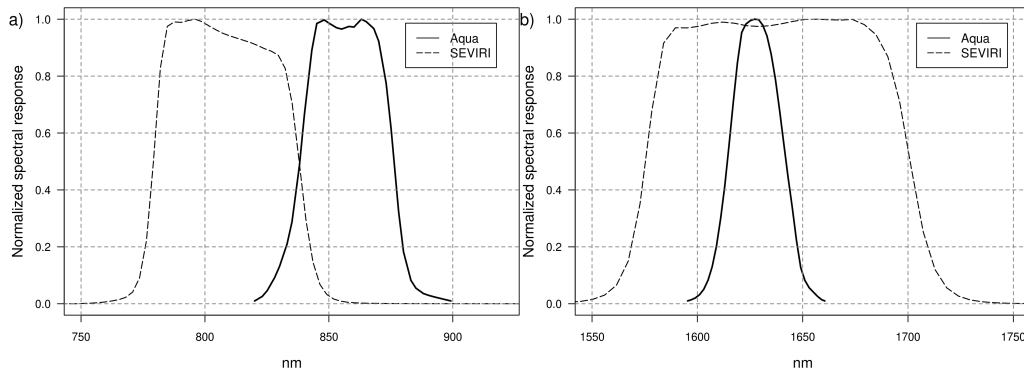 a)
Normalized spectral response
1.0
0.8
0.6
0.4
0.2
0.0
Aqua
SEVIRI
750
800
850
900
nm
b)
Normalized spectral response
1.0
0.8
0.6
0.4
0.2
0.0
Aqua
SEVIRI
1550
1600
1650
1700
1750
nm